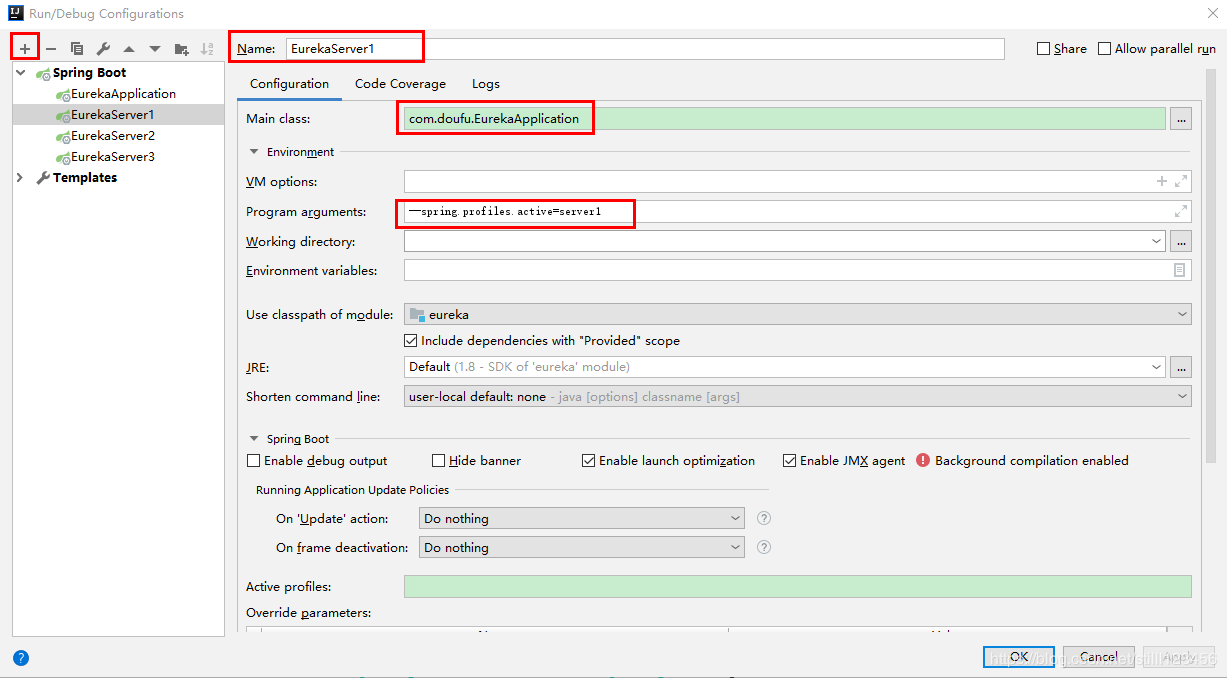 Run/Debug Configurations
Name: EurekaServer1
Share
Allow parallel run
Spring Boot
EurekaApplication
EurekaServer1
EurekaServer2
EurekaServer3
Templates
Configuration
Code Coverage
Logs
Main class: com.doufu.EurekaApplication ...
Environment
VM options:
Program arguments: --spring.profiles.active=server1
Working directory: ...
Environment variables:
Use classpath of module: eureka
Include dependencies with "Provided" scope
JRE: Default (1.8 - SDK of 'eureka' module) ...
Shorten command line: user-local default: none - java [options] classname [args]
Spring Boot
Enable debug output
Hide banner
Enable launch optimization
Enable JMX agent
Background compilation enabled
Running Application Update Policies
On 'Update' action: Do nothing ?
On frame deactivation: Do nothing ?
Active profiles:
Override parameters:
?
OK
Cancel
Apply